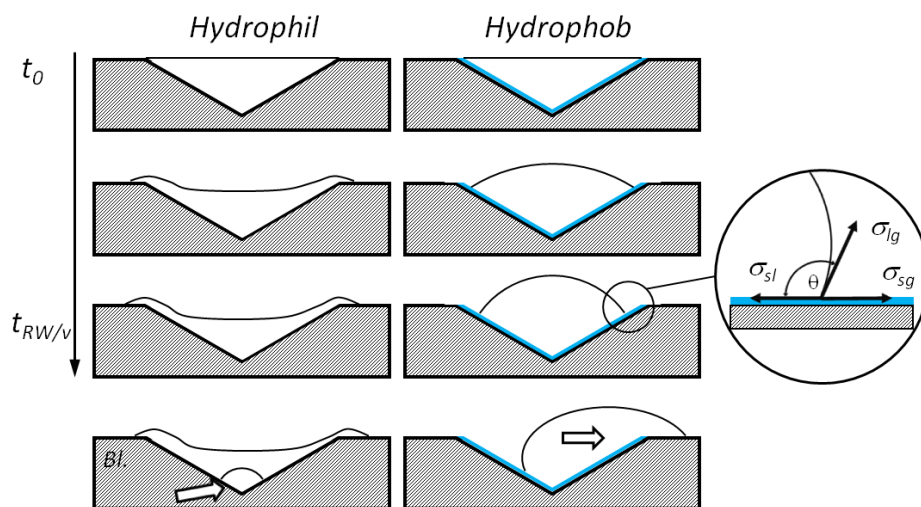 Hydrophil
Hydrophob
t0
tRW/v
σlg
σsl
θ
σsg
Bl.